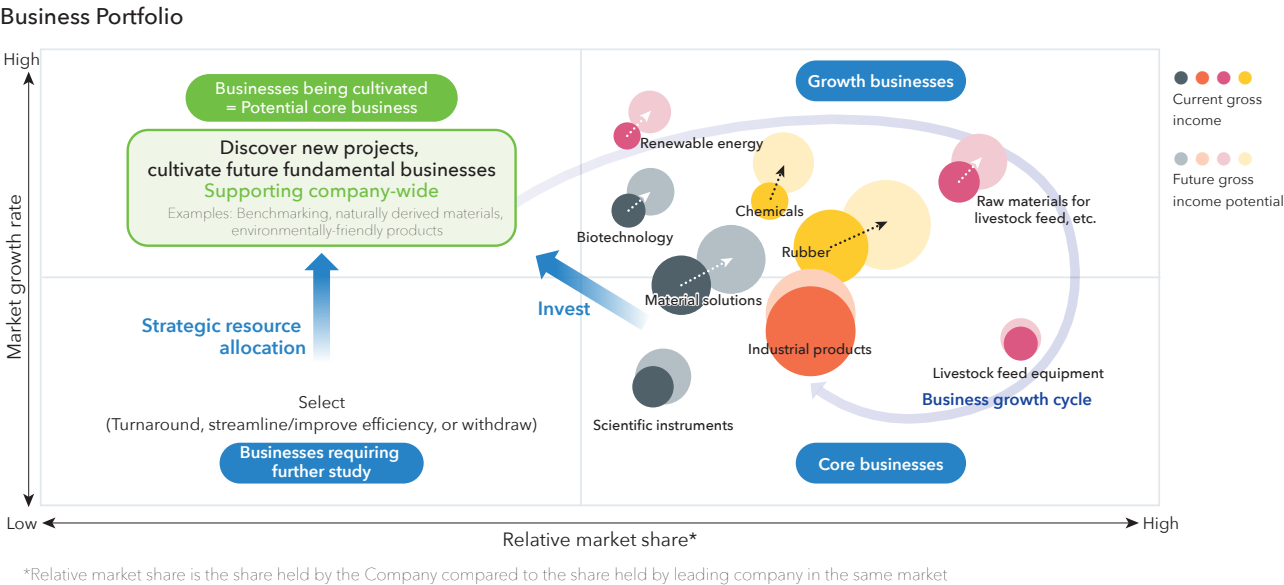 Business Portfolio
High
Businesses being cultivated
= Potential core business
Growth businesses
Discover new projects,
cultivate future fundamental businesses
Supporting company-wide
Examples: Benchmarking, naturally derived materials,
environmentally-friendly products
Renewable energy
Biotechnology
Chemicals
Rubber
Raw materials for
livestock feed, etc.
Material solutions
Industrial products
Livestock feed equipment
Scientific instruments
Business growth cycle
Invest
Strategic resource
allocation
Select
(Turnaround, streamline/improve efficiency, or withdraw)
Businesses requiring
further study
Core businesses
Current gross
income
Future gross
income potential
Market growth rate
Low
High
Relative market share*
*Relative market share is the share held by the Company compared to the share held by leading company in the same market